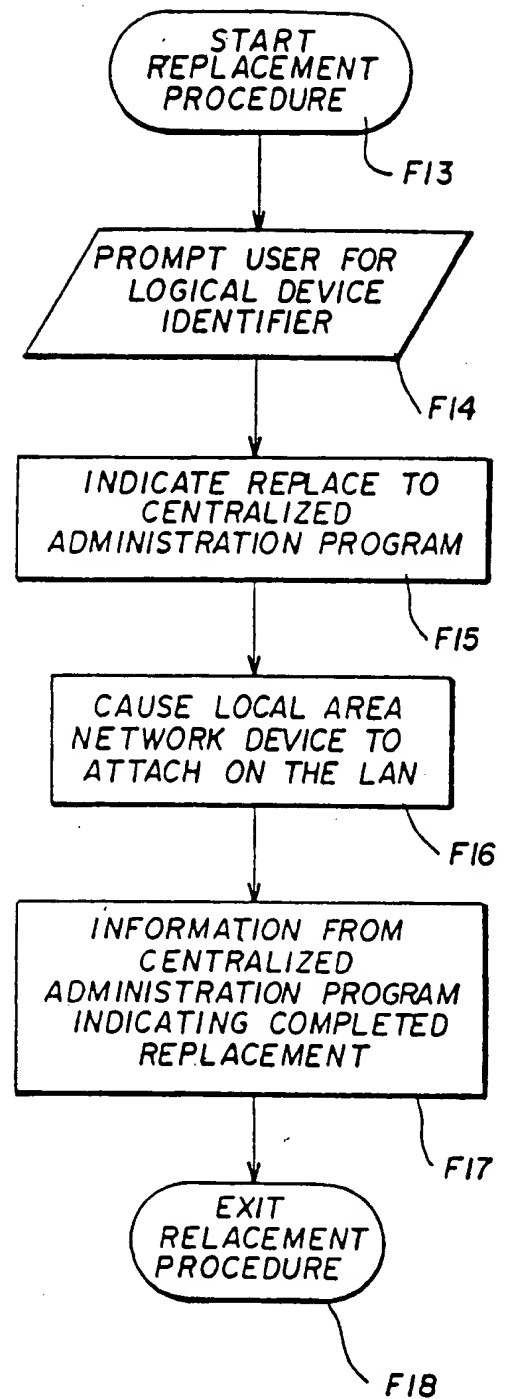 START
REPLACEMENT
PROCEDURE
F13
PROMPT USER FOR
LOGICAL DEVICE
IDENTIFIER
F14
INDICATE REPLACE TO
CENTRALIZED
ADMINISTRATION PROGRAM
F15
CAUSE LOCAL AREA
NETWORK DEVICE TO
ATTACH ON THE LAN
F16
INFORMATION FROM
CENTRALIZED
ADMINISTRATION PROGRAM
INDICATING COMPLETED
REPLACEMENT
F17
EXIT
RELACEMENT
PROCEDURE
F18